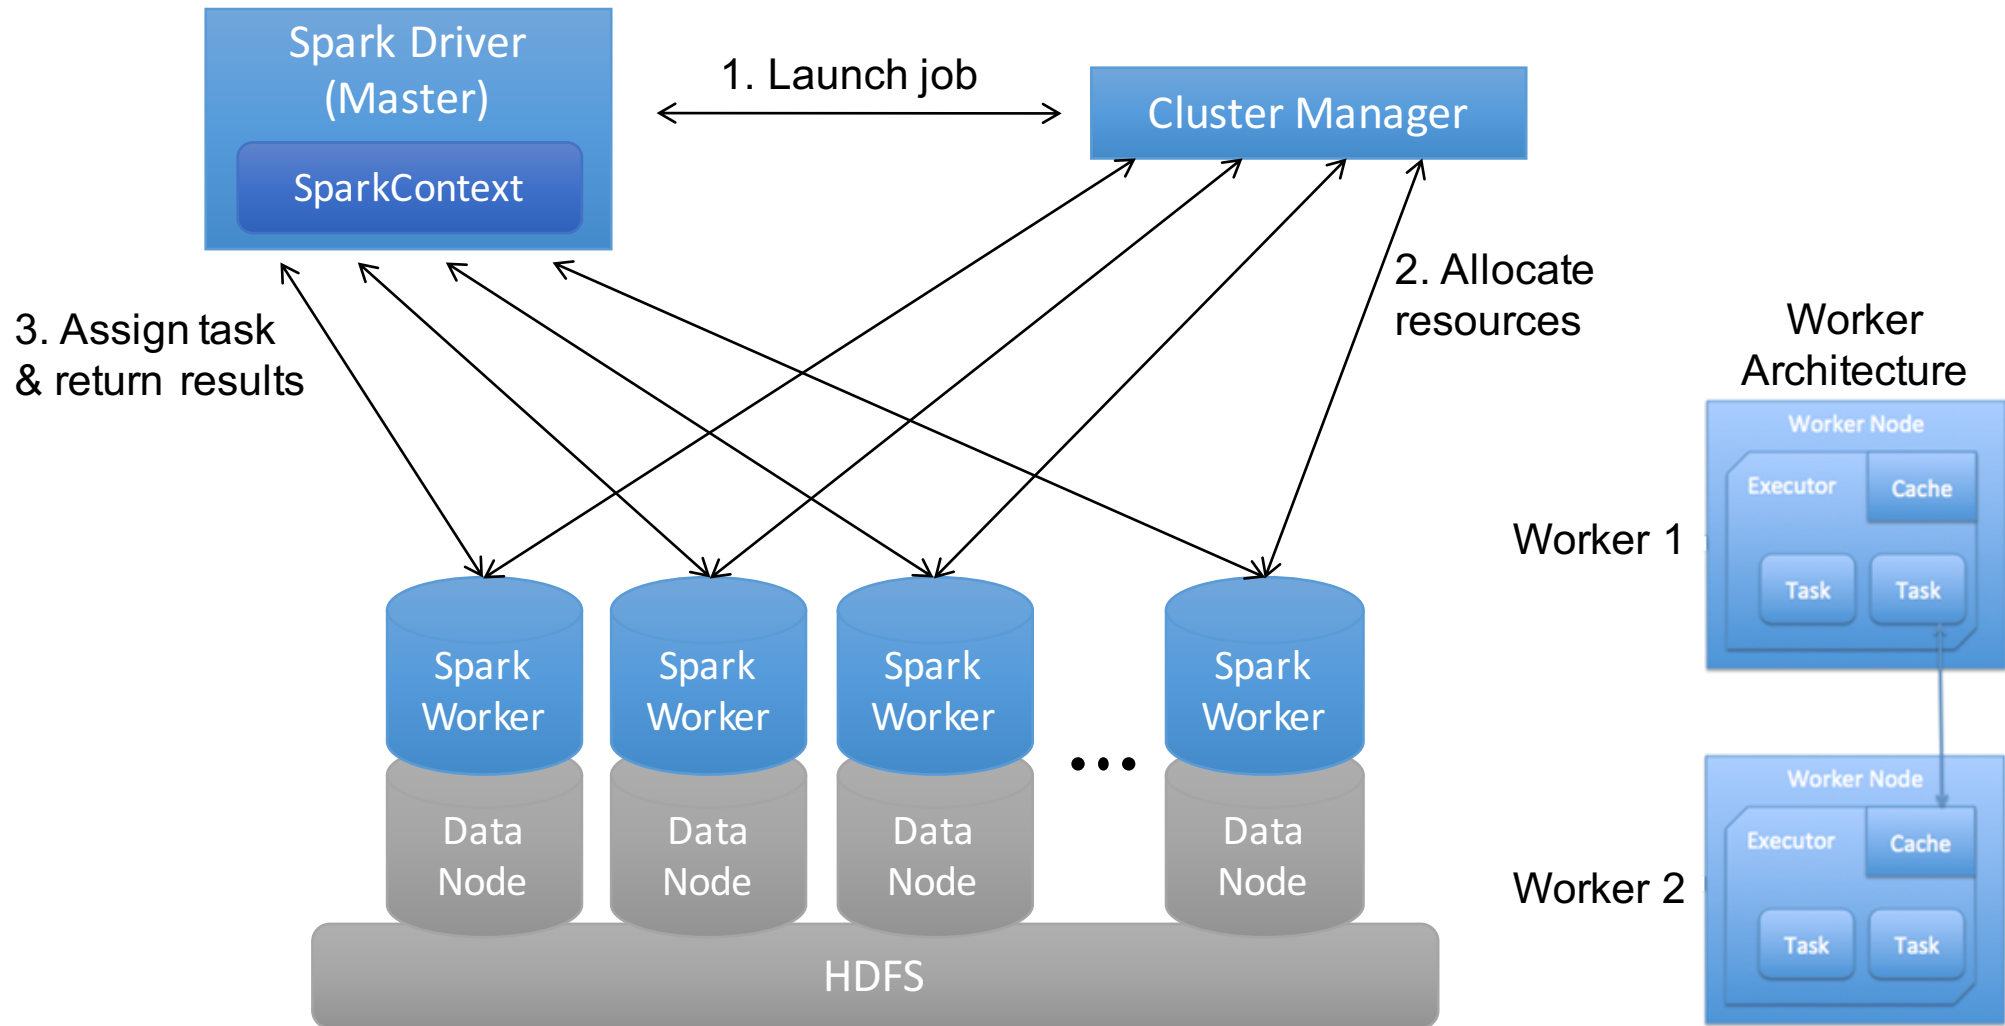 Spark Driver
(Master)
SparkContext
1. Launch job
Cluster Manager
2. Allocate
resources
3. Assign task
& return results
Spark
Worker
Spark
Worker
Spark
Worker
Spark
Worker
...
Data
Node
Data
Node
Data
Node
Data
Node
HDFS
Worker
Architecture
Worker 1
Worker Node
Executor
Cache
Task
Task
Worker 2
Worker Node
Executor
Cache
Task
Task